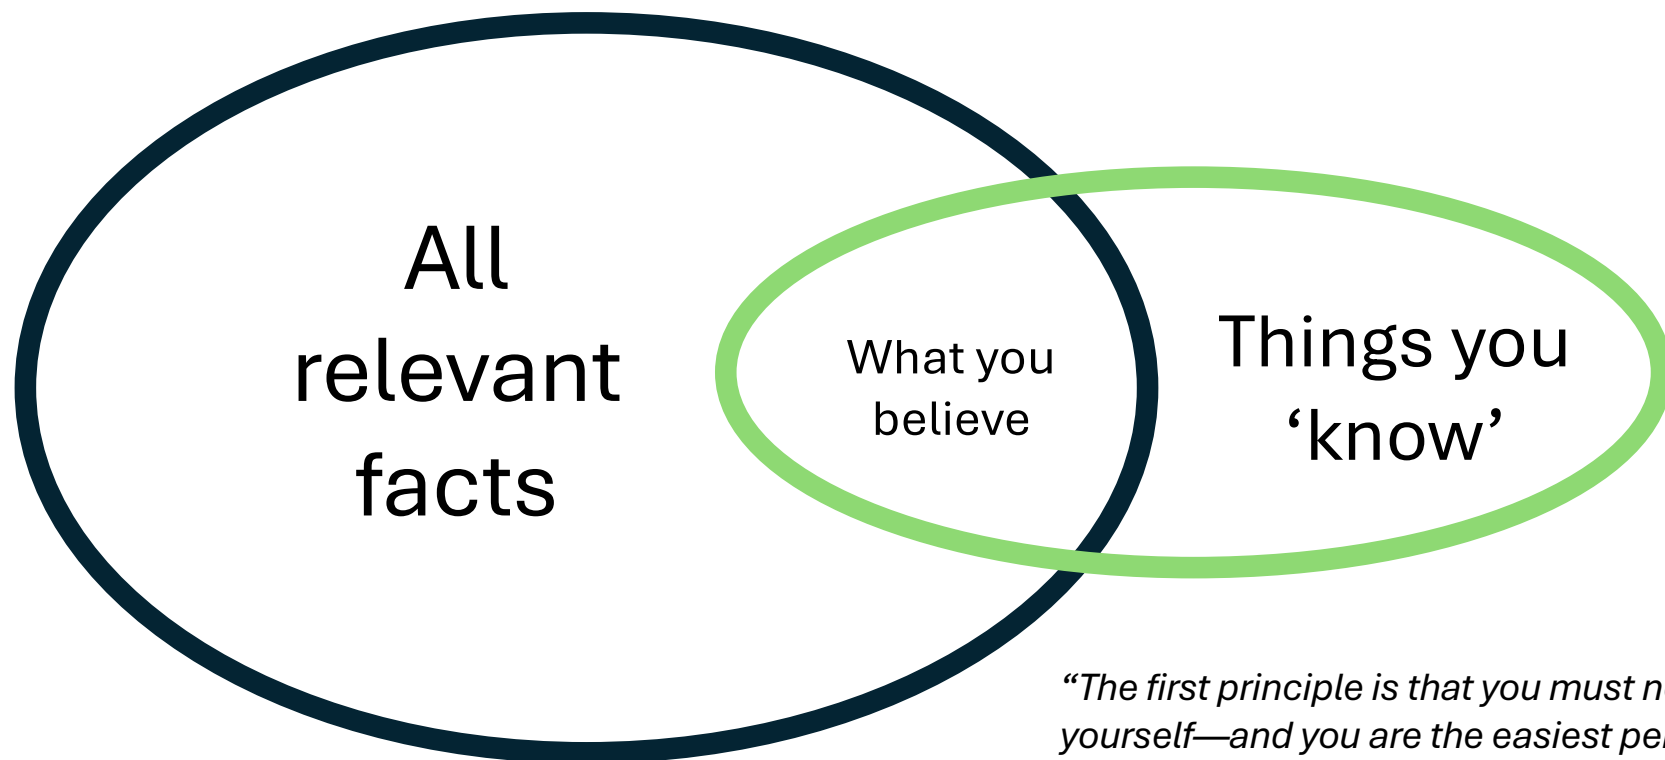 All
relevant
facts
What you
believe
Things you
‘know’
“The first principle is that you must
yourself—and you are the easiest